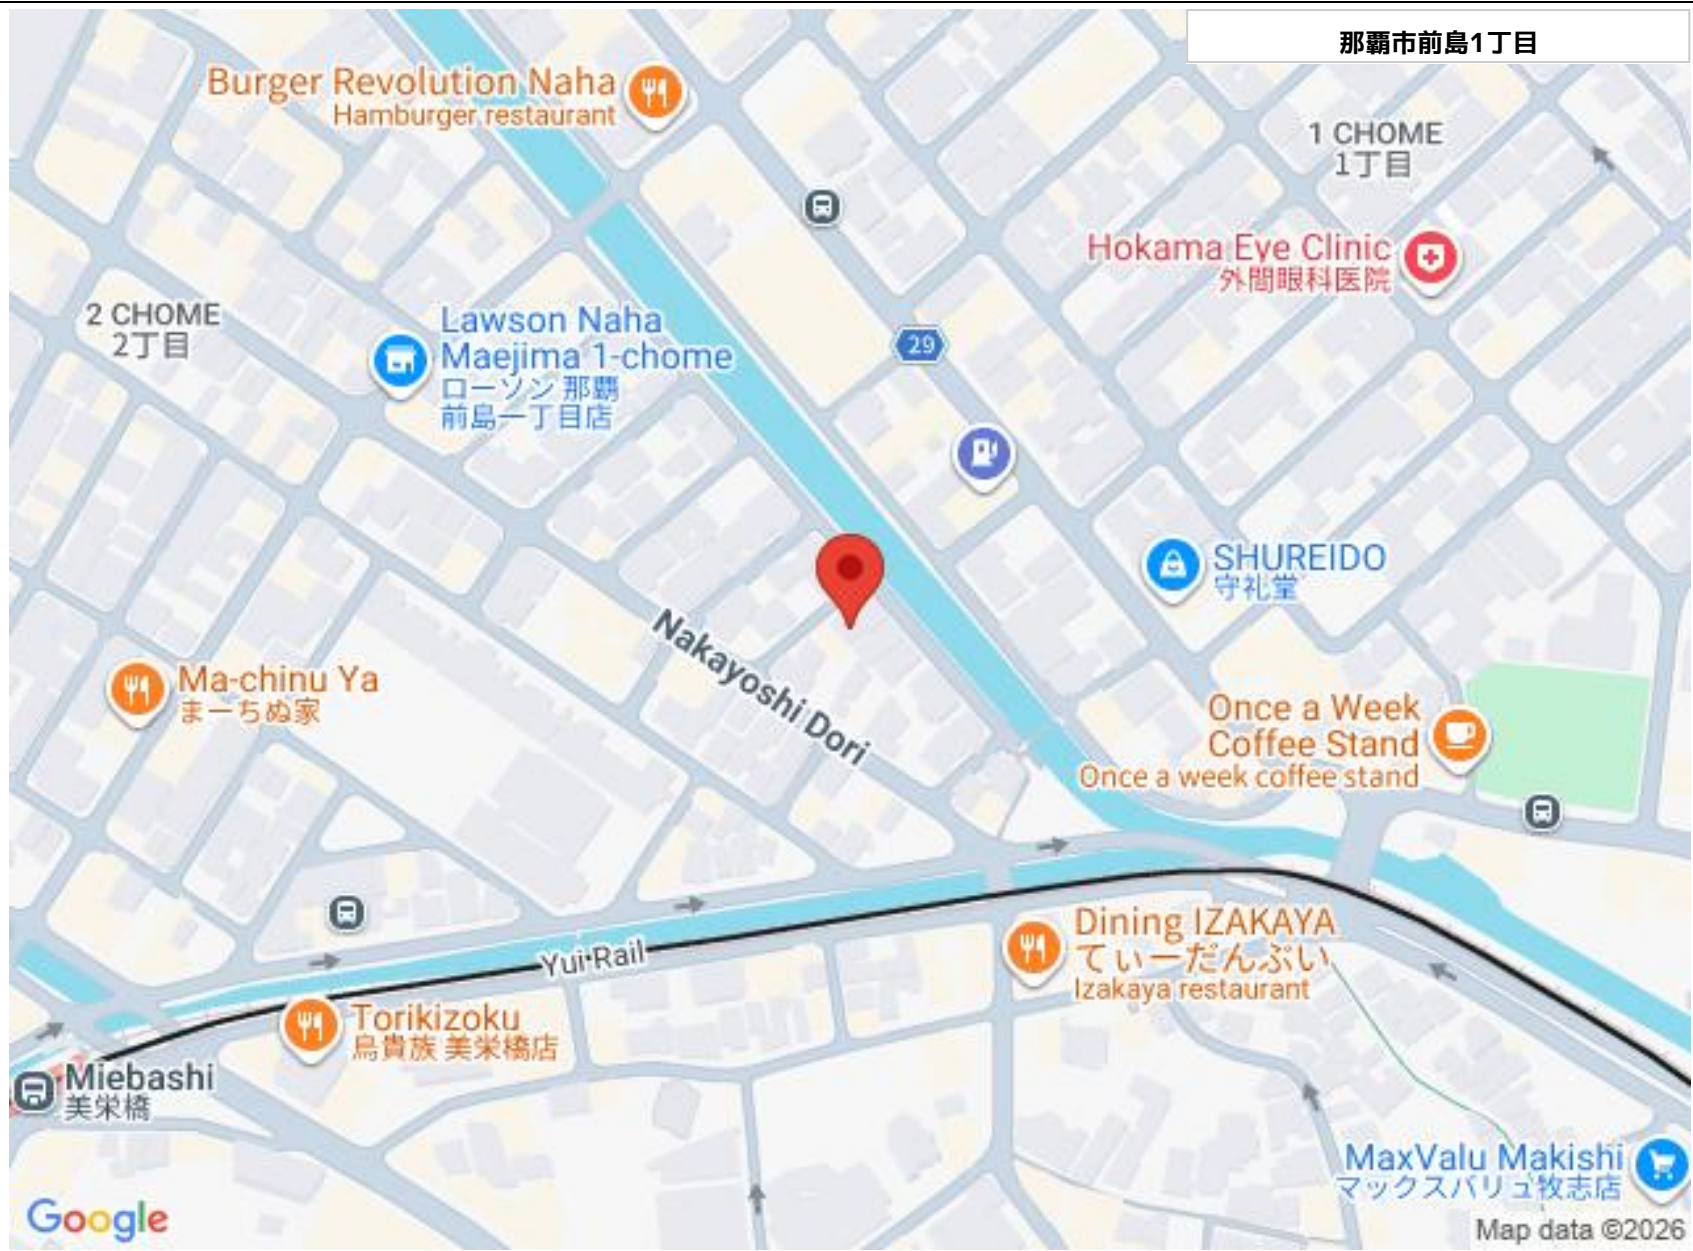 那覇市前島1丁目
Burger Revolution Naha
Hamburger restaurant
1 CHOME
1丁目
Hokama Eye Clinic
外間眼科医院
2 CHOME
2丁目
Lawson Naha
Maejima 1-chome
ローソン 那覇
前島一丁目店
29
SHUREIDO
守礼堂
Nakayoshi Dori
Ma-chinu Ya
まーちぬ家
Once a Week
Coffee Stand
Once a week coffee stand
Dining IZAKAYA
てぃーだんぶい
Izakaya restaurant
Yui Rail
Torikizoku
鳥貴族 美栄橋店
Miebashi
美栄橋
MaxValu Makishi
マックスバリュ牧志店
Google
Map data ©2026